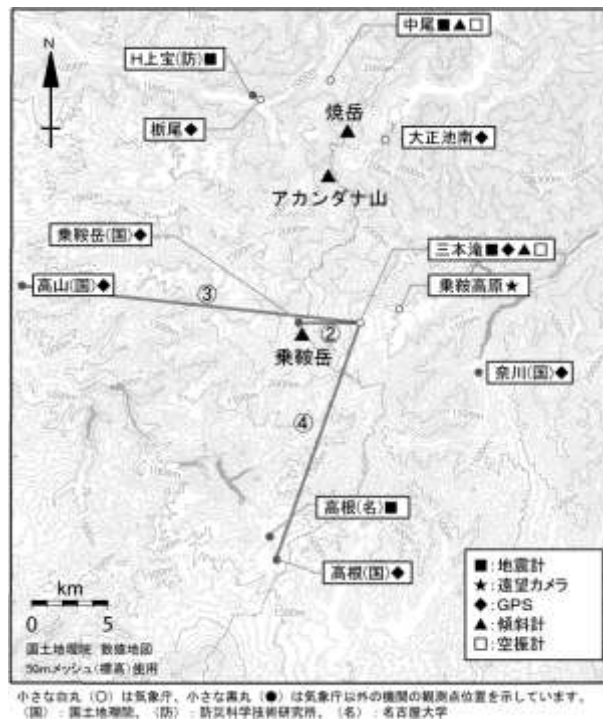 N
中尾■▲□
H上宝(防)■
焼岳
栃尾◆
大正池南◆
アカンダナ山
乗鞍岳(国)◆
三本滝■◆▲□
高山(国)◆
③
乗鞍高原★
②
乗鞍岳
奈川(国)◆
④
高根(名)■
高根(国)◆
km
0 5
国土地理院 数値地図
50mメッシュ(標高)使用
■:地震計
★:遠望カメラ
◆:GPS
▲:傾斜計
□:空振計
小さな白丸(○)は気象庁、小さな黒丸(●)は気象庁以外の機関の観測点位置を示しています。
(国):国土地理院、(防):防災科学技術研究所、(名):名古屋大学